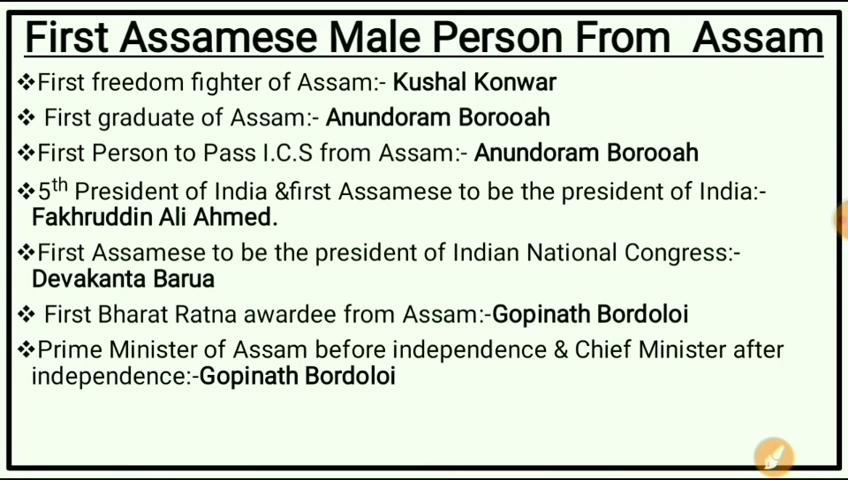 First Assamese Male Person From Assam
❖First freedom fighter of Assam:- Kushal Konwar
❖ First graduate of Assam:- Anundoram Borooah
❖First Person to Pass I.C.S from Assam:- Anundoram Borooah
❖5th President of India &first Assamese to be the president of India:-
Fakhruddin Ali Ahmed.
❖First Assamese to be the president of Indian National Congress:-
Devakanta Barua
❖ First Bharat Ratna awardee from Assam:-Gopinath Bordoloi
❖Prime Minister of Assam before independence & Chief Minister after
independence:-Gopinath Bordoloi